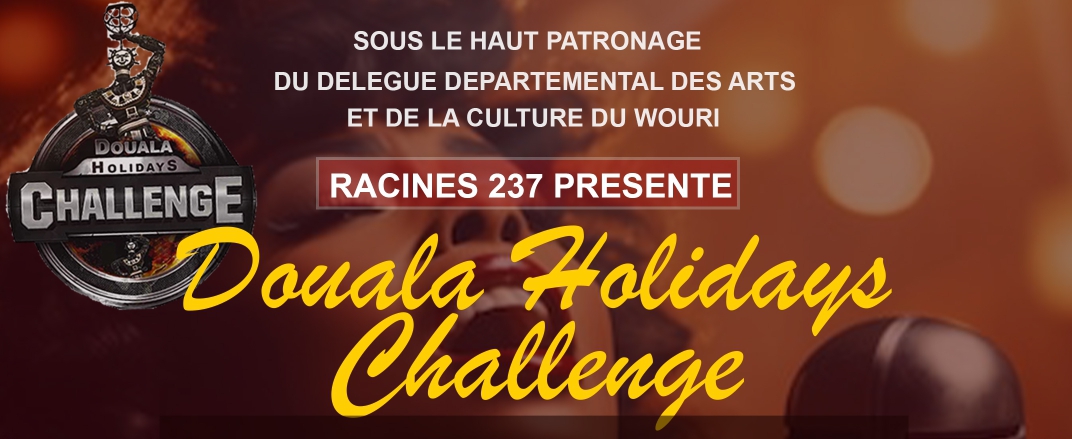 SOUS LE HAUT PATRONAGE
DU DELEGUE DEPARTEMENTAL DES ARTS
ET DE LA CULTURE DU WOURI
DOUALA
HOLIDAYS
CHALLENGE
RACINES 237 PRESENTE
Douala Holidays
Challenge